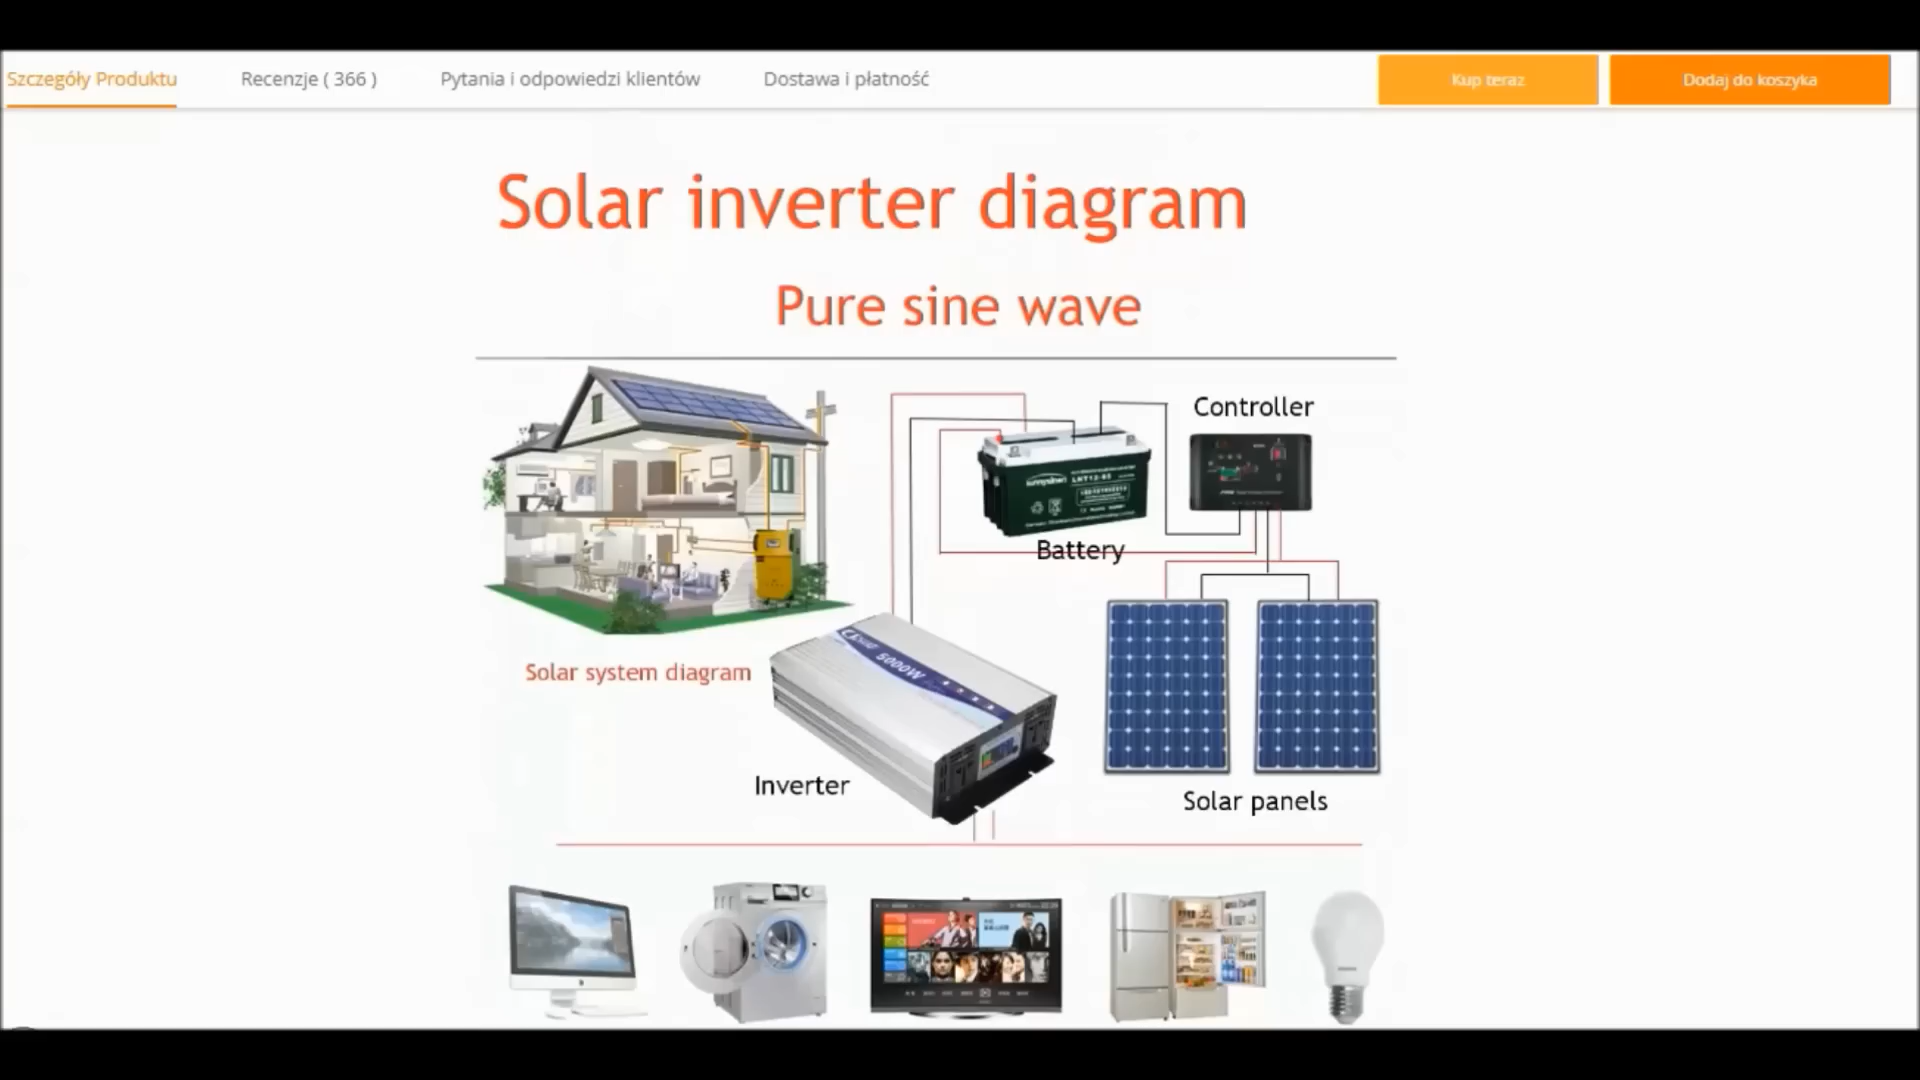 Szczegóły Produktu
Recenzje ( 366 )
Pytania i odpowiedzi klientów
Dostawa i płatność
Kup teraz
Dodaj do koszyka
Solar inverter diagram
Pure sine wave
Controller
Battery
Solar system diagram
5000W
Inverter
Solar panels